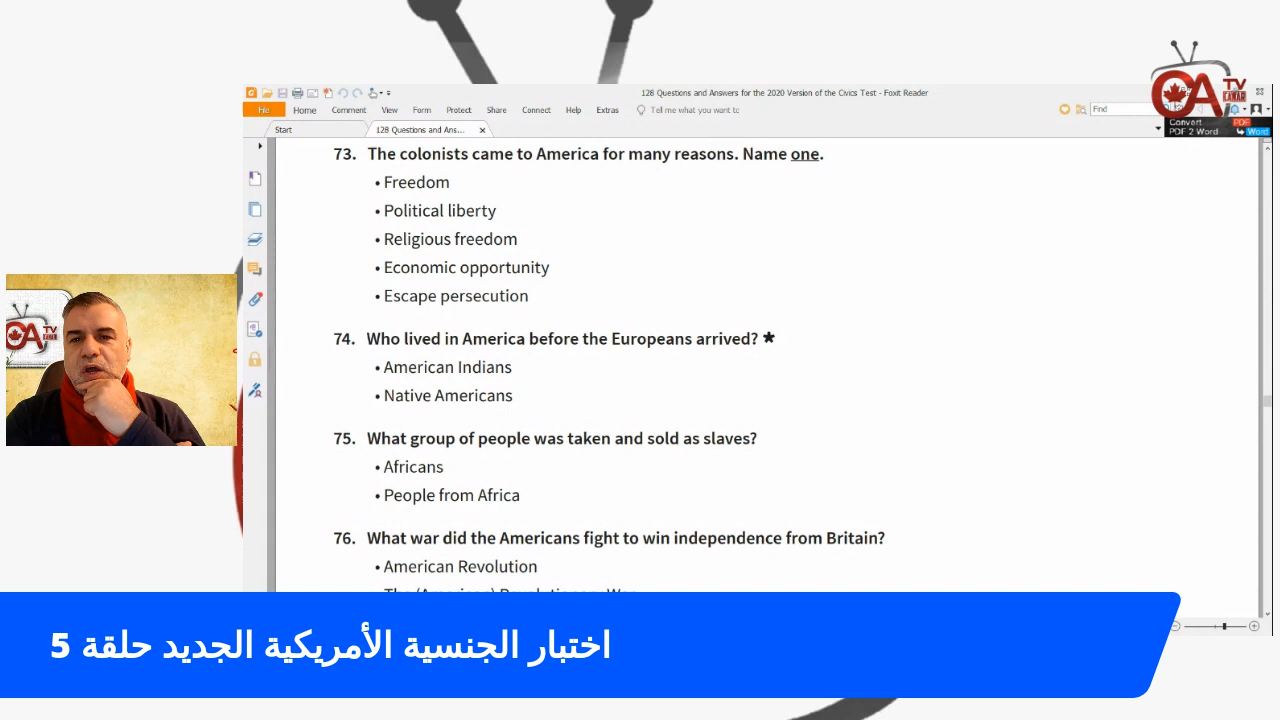 128 Questions and Answers for the 2020 Version of the Civics Test - Foxit Reader
File Home Comment View Form Protect Share Connect Help Extras Tell me what you want to Find
Start 128 Questions and Ans...
OA TV
KANAR
Convert PDF
PDF 2 Word Word
73. The colonists came to America for many reasons. Name one.
• Freedom
• Political liberty
• Religious freedom
• Economic opportunity
• Escape persecution
74. Who lived in America before the Europeans arrived? *
• American Indians
• Native Americans
75. What group of people was taken and sold as slaves?
• Africans
• People from Africa
76. What war did the Americans fight to win independence from Britain?
• American Revolution
اختبار الجنسية الأمريكية الجديد حلقة 5